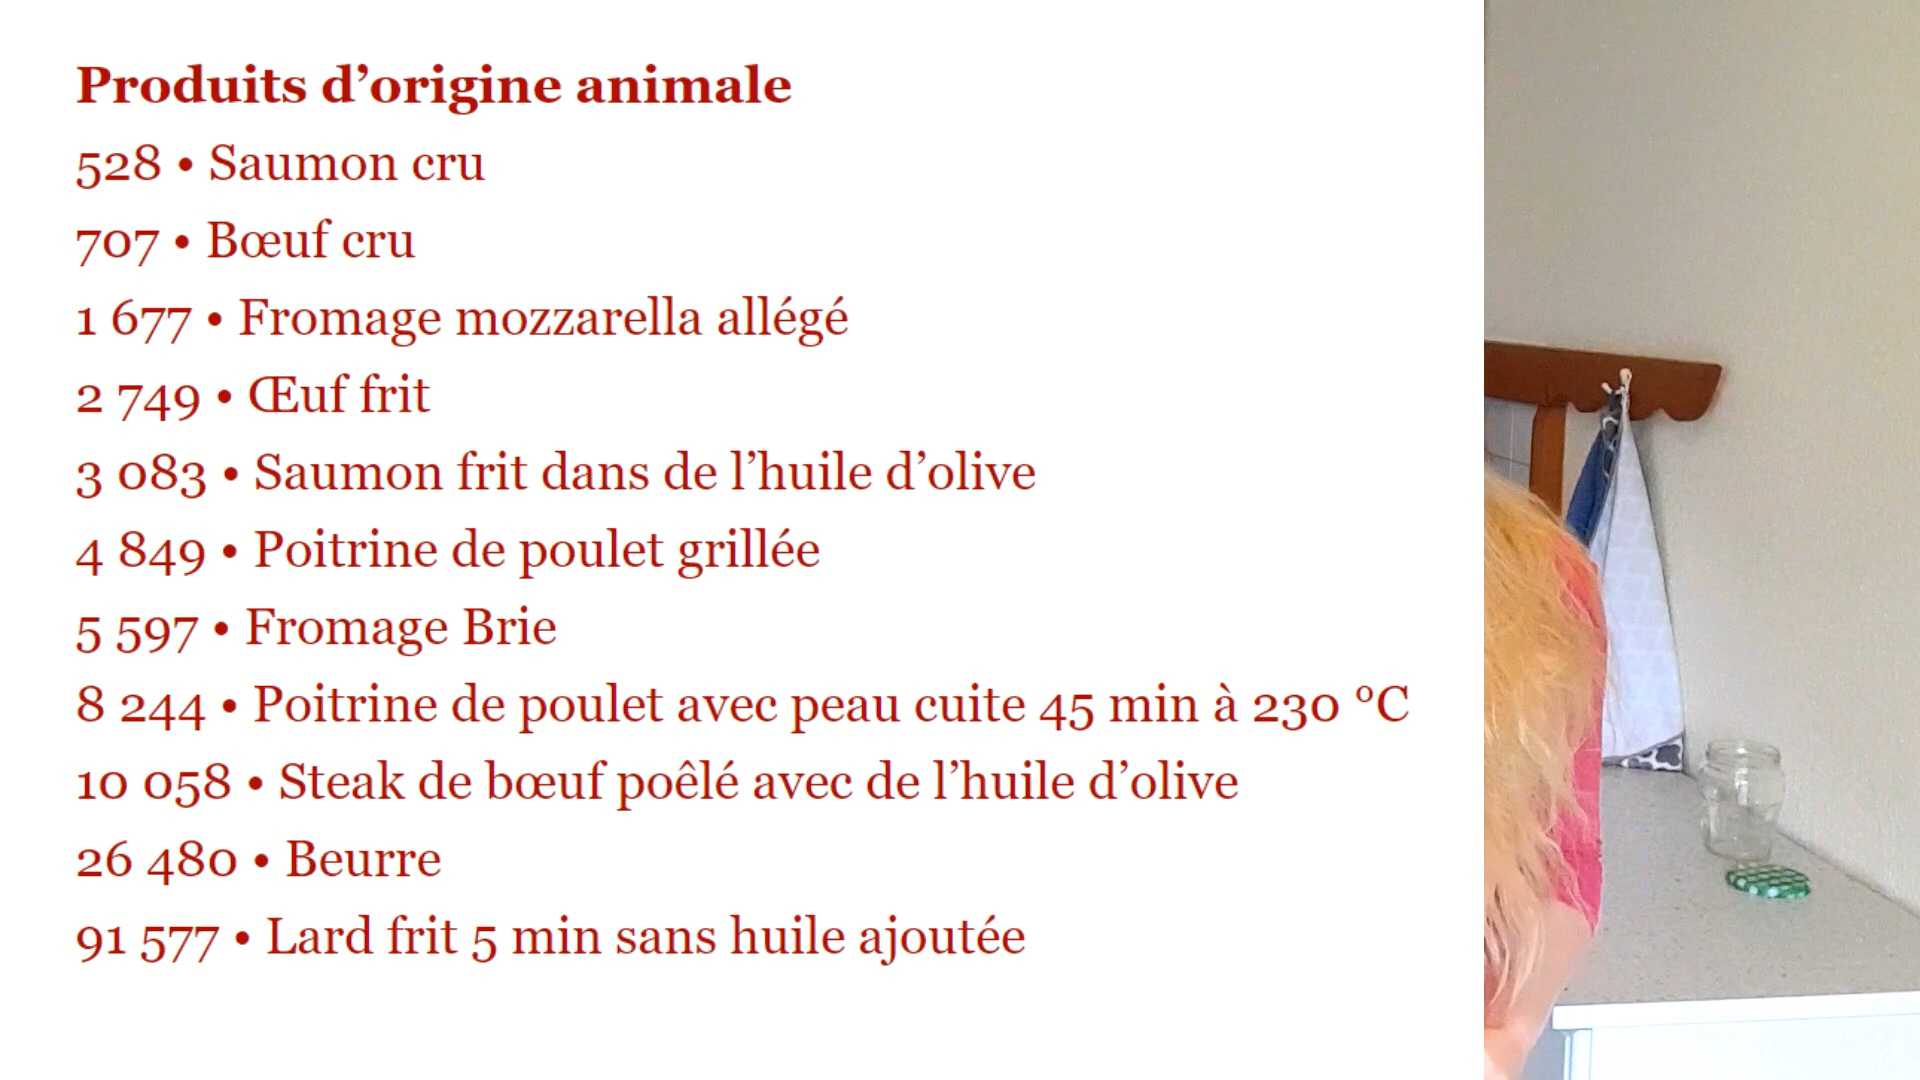 Produits d’origine animale
528 • Saumon cru
707 • Bœuf cru
1 677 • Fromage mozzarella allégé
2 749 • Œuf frit
3 083 • Saumon frit dans de l’huile d’olive
4 849 • Poitrine de poulet grillée
5 597 • Fromage Brie
8 244 • Poitrine de poulet avec peau cuite 45 min à 230 °C
10 058 • Steak de bœuf poêlé avec de l’huile d’olive
26 480 • Beurre
91 577 • Lard frit 5 min sans huile ajoutée